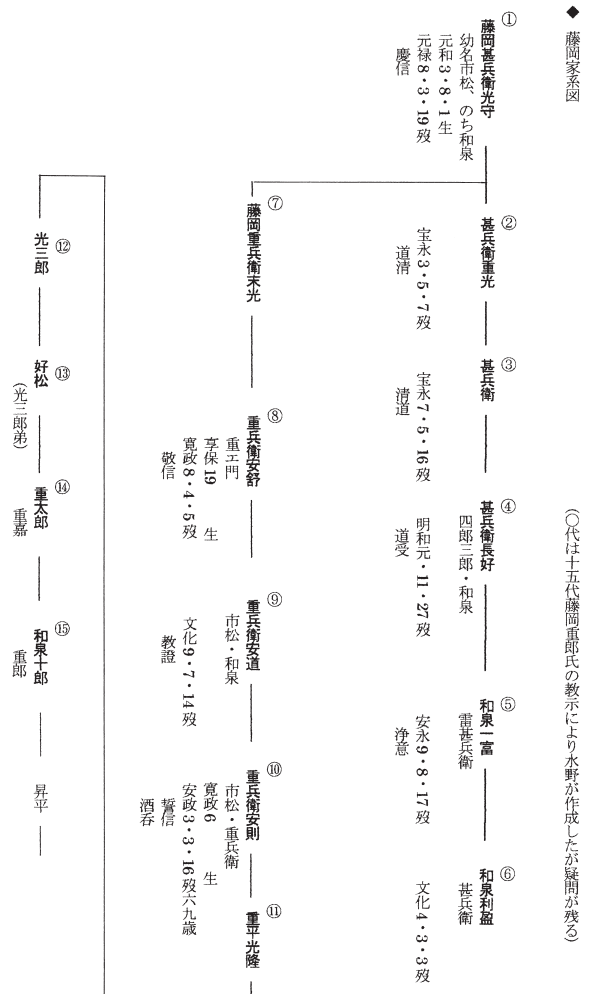 ◆ 藤岡家系図
(〇代は十五代藤岡重郎氏の教示により水野が作成したが疑問が残る)
①
藤岡甚兵衛光守
幼名市松、のち和泉
元和3・8・1生
元禄8・3・19歿
慶信
②
甚兵衛重光
宝永3・5・7歿
道清
③
甚兵衛
宝永7・5・16歿
清道
④
甚兵衛長好
四郎三郎・和泉
明和元・11・27歿
道受
⑤
和泉一富
雷甚兵衛
安永9・8・17歿
浄意
⑥
和泉利盈
甚兵衛
文化4・3・3歿
⑦
藤岡重兵衛末光
⑧
重兵衛安舒
重エ門
享保19 生
寛政8・4・5歿
敬信
⑨
重兵衛安道
市松・和泉
文化9・7・14歿
教證
⑩
重兵衛安則
市松・重兵衛
寛政6 生
安政3・3・16歿六九歳
誓信
酒呑
⑪
重平光隆
⑫
光三郎
⑬
好松
(光三郎弟)
⑭
重太郎
重嘉
⑮
和泉十郎
重郎
昇平